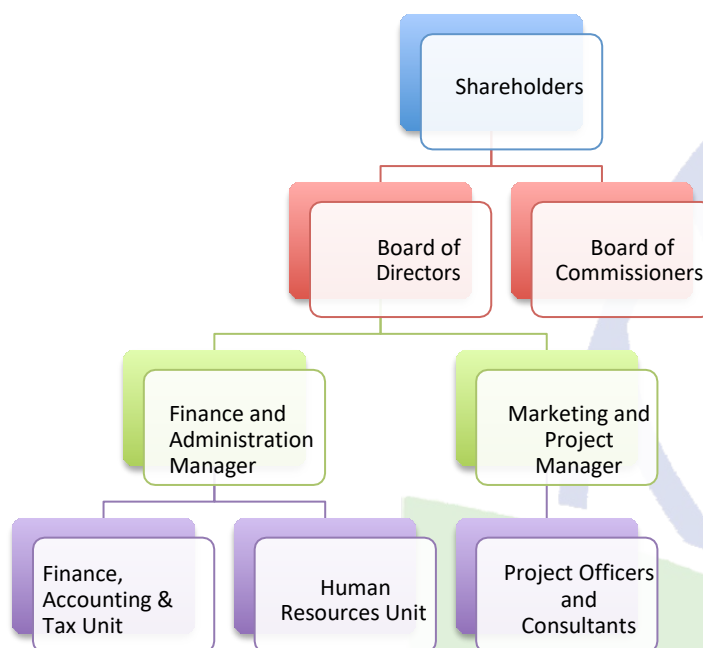 Shareholders
Board of
Directors
Board of
Commissioners
Finance and
Administration
Manager
Marketing and
Project
Manager
Finance,
Accounting &
Tax Unit
Human
Resources Unit
Project Officers
and
Consultants